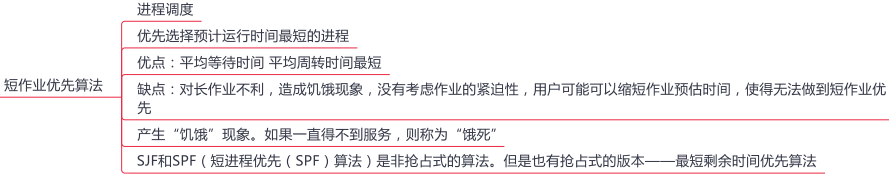 进程调度
优先选择预计运行时间最短的进程
优点：平均等待时间 平均周转时间最短
短作业优先算法
缺点：对长作业不利，造成饥饿现象，没有考虑作业的紧迫性，用户可能可以缩短作业预估时间，使得无法做到短作业优
先
产生“饥饿”现象。如果一直得不到服务，则称为“饿死”
SJF和SPF（短进程优先（SPF）算法）是非抢占式的算法。但是也有抢占式的版本——最短剩余时间优先算法